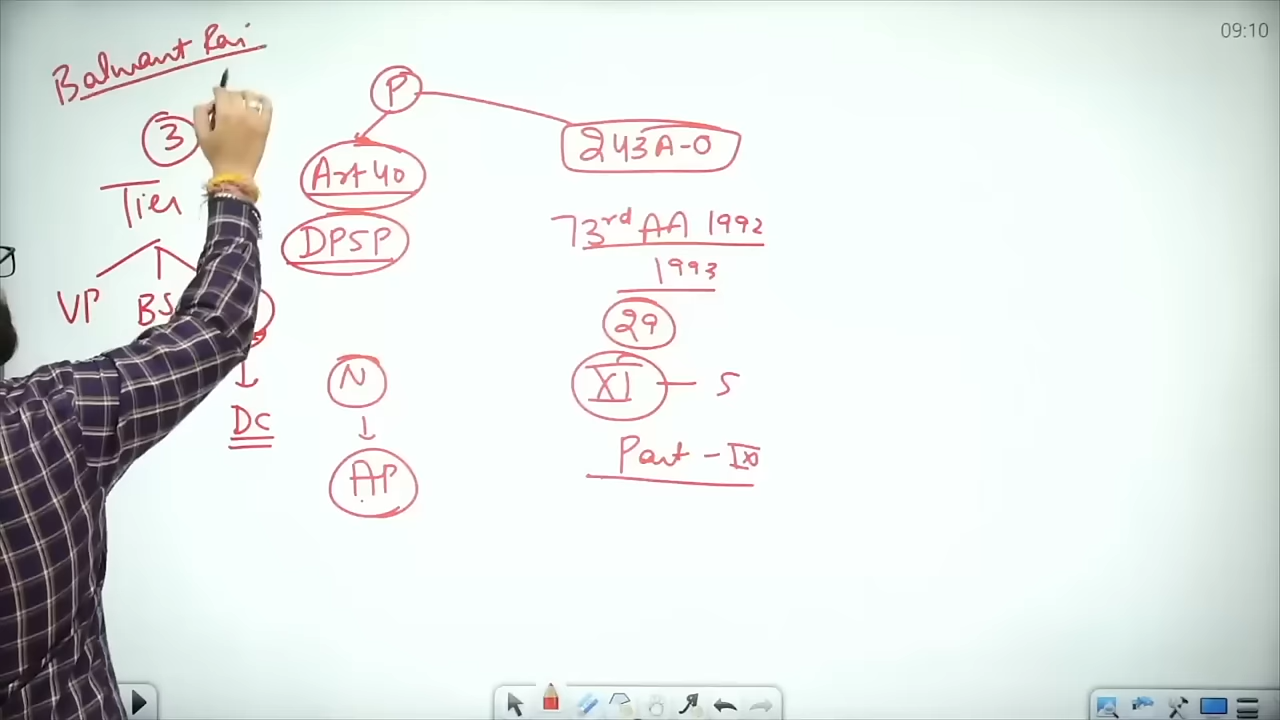 Balwant Rai
09:10
P
3
243A-O
Art 40
Tier
DPSP
73rd AA 1992
1993
VP BS
29
N
XI — S
DC
Part - IX
AP